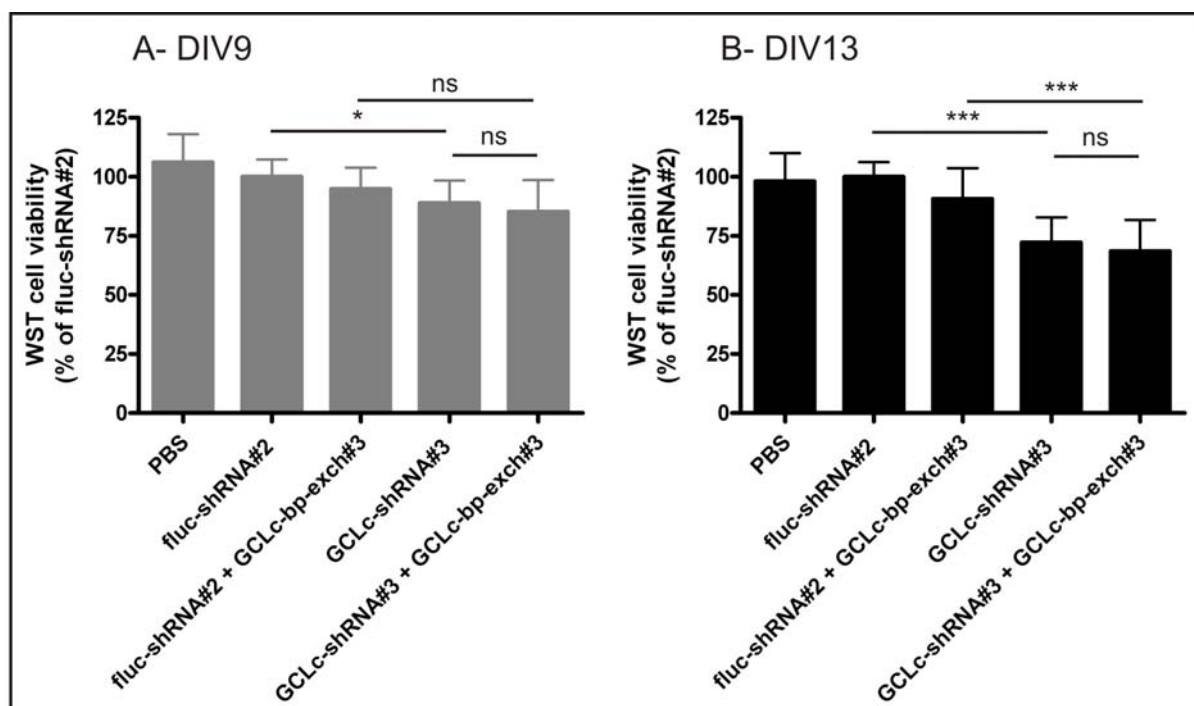 A- DIV9
ns
*
ns
WST cell viability
(% of fluc-shRNA#2)
125
100
75
50
25
0
PBS
fluc-shRNA#2
fluc-shRNA#2 + GCLc-bp-exch#3
GCLc-shRNA#3
GCLc-shRNA#3 + GCLc-bp-exch#3
B- DIV13
***
***
ns
WST cell viability
(% of fluc-shRNA#2)
125
100
75
50
25
0
PBS
fluc-shRNA#2
fluc-shRNA#2 + GCLc-bp-exch#3
GCLc-shRNA#3
GCLc-shRNA#3 + GCLc-bp-exch#3